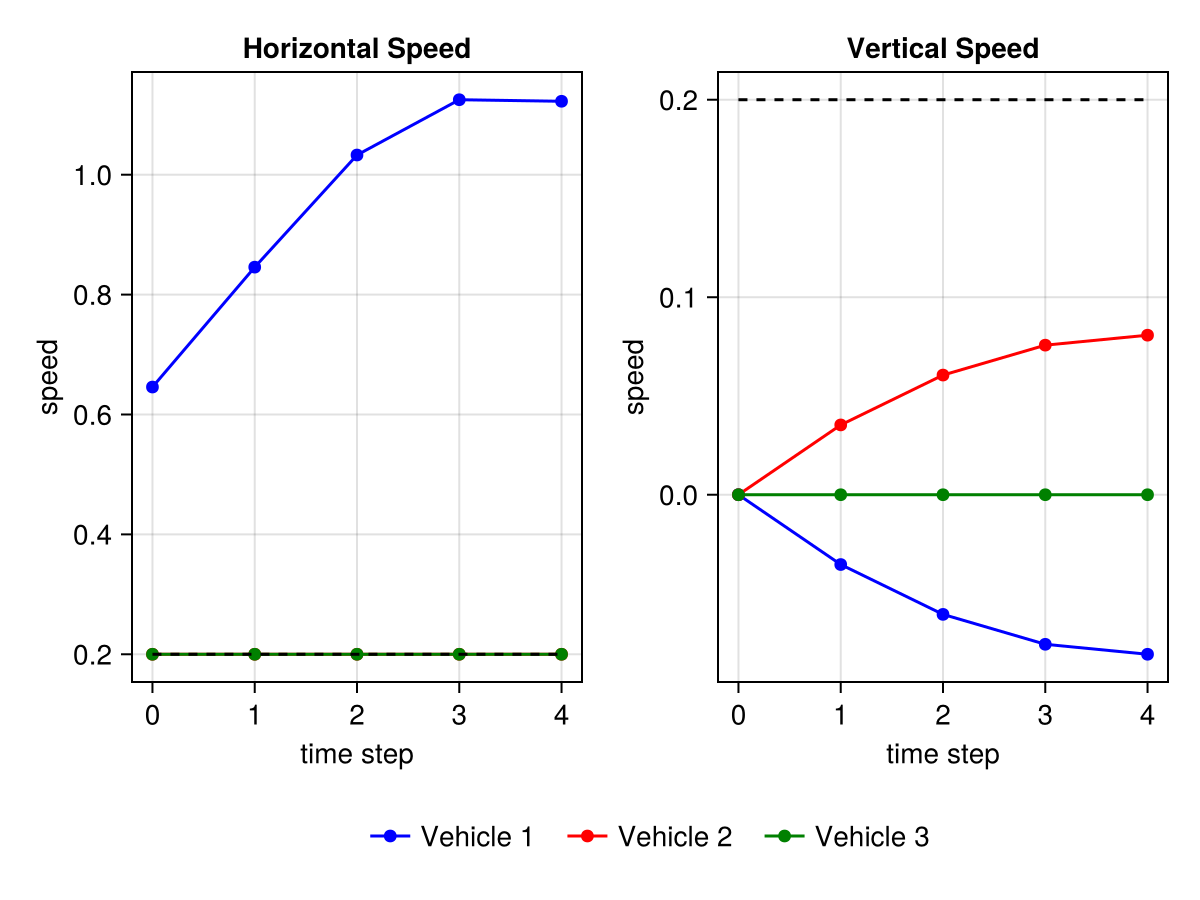 Horizontal Speed
speed
1.0
0.8
0.6
0.4
0.2
0 1 2 3 4
time step
Vertical Speed
speed
0.2
0.1
0.0
0 1 2 3 4
time step
Vehicle 1 Vehicle 2 Vehicle 3